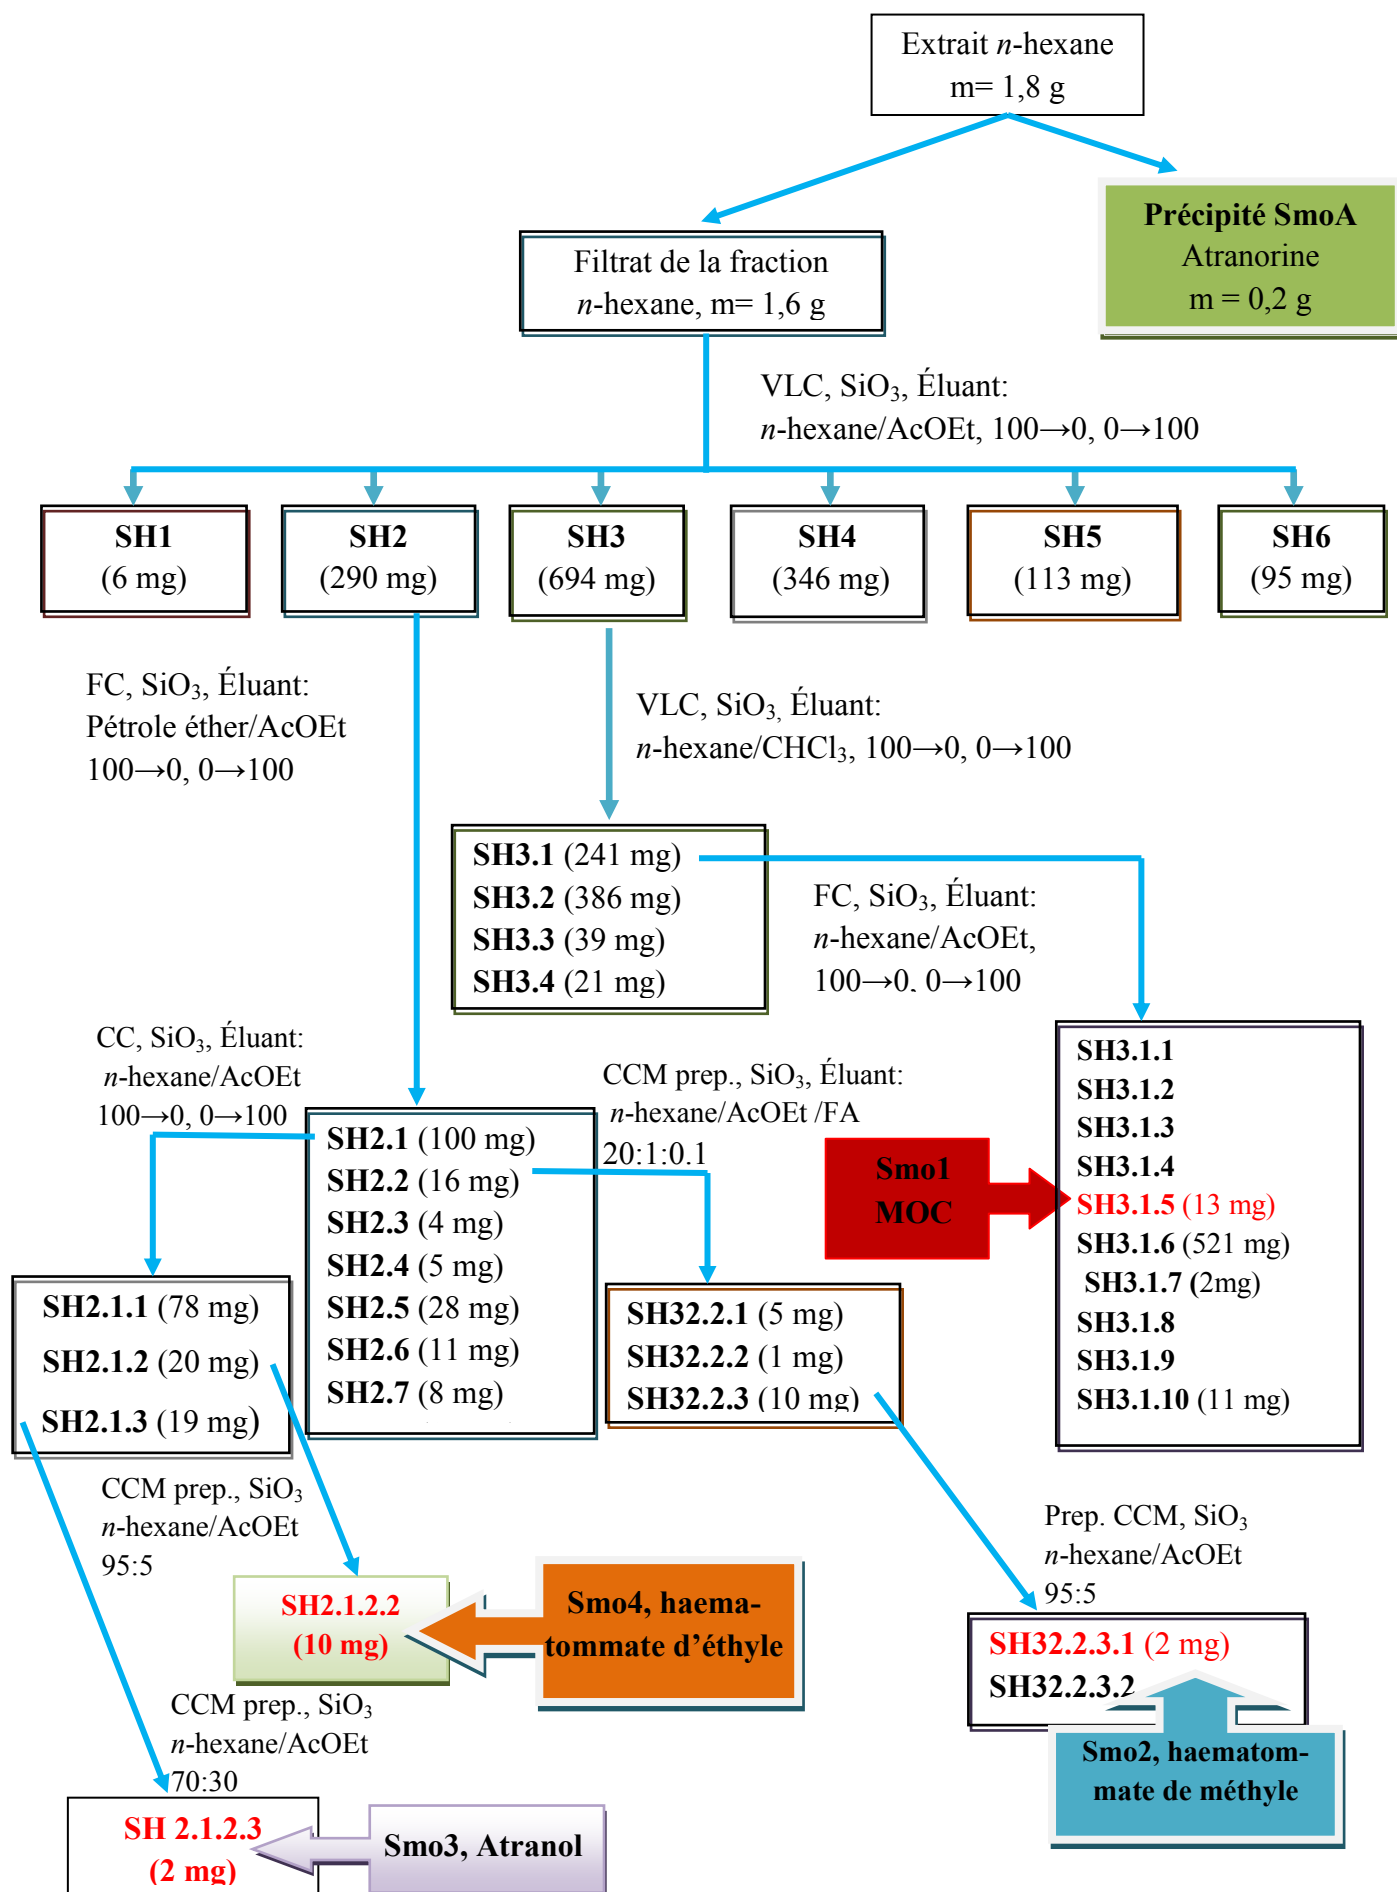 Extrait n-hexane
m= 1,8 g
Précipité SmoA
Atranorine
m = 0,2 g
Filtrat de la fraction
n-hexane, m= 1,6 g
VLC, SiO₃, Éluant:
n-hexane/AcOEt, 100→0, 0→100
SH1
(6 mg)
SH2
(290 mg)
SH3
(694 mg)
SH4
(346 mg)
SH5
(113 mg)
SH6
(95 mg)
FC, SiO₃, Éluant:
Pétrole éther/AcOEt
100→0, 0→100
VLC, SiO₃, Éluant:
n-hexane/CHCl₃, 100→0, 0→100
SH3.1 (241 mg)
SH3.2 (386 mg)
SH3.3 (39 mg)
SH3.4 (21 mg)
FC, SiO₃, Éluant:
n-hexane/AcOEt,
100→0, 0→100
CC, SiO₃, Éluant:
n-hexane/AcOEt
100→0, 0→100
CCM prep., SiO₃, Éluant:
n-hexane/AcOEt /FA
20:1:0.1
SH2.1 (100 mg)
SH2.2 (16 mg)
SH2.3 (4 mg)
SH2.4 (5 mg)
SH2.5 (28 mg)
SH2.6 (11 mg)
SH2.7 (8 mg)
Smo1
MOC
SH3.1.1
SH3.1.2
SH3.1.3
SH3.1.4
SH3.1.5 (13 mg)
SH3.1.6 (521 mg)
SH3.1.7 (2mg)
SH3.1.8
SH3.1.9
SH3.1.10 (11 mg)
SH2.1.1 (78 mg)
SH2.1.2 (20 mg)
SH2.1.3 (19 mg)
SH32.2.1 (5 mg)
SH32.2.2 (1 mg)
SH32.2.3 (10 mg)
CCM prep., SiO₃
n-hexane/AcOEt
95:5
Prep. CCM, SiO₃
n-hexane/AcOEt
95:5
SH2.1.2.2
(10 mg)
Smo4, haema-
tommate d'éthyle
SH32.2.3.1 (2 mg)
SH32.2.3.2
Smo2, haematom-
mate de méthyle
CCM prep., SiO₃
n-hexane/AcOEt
70:30
SH 2.1.2.3
(2 mg)
Smo3, Atranol